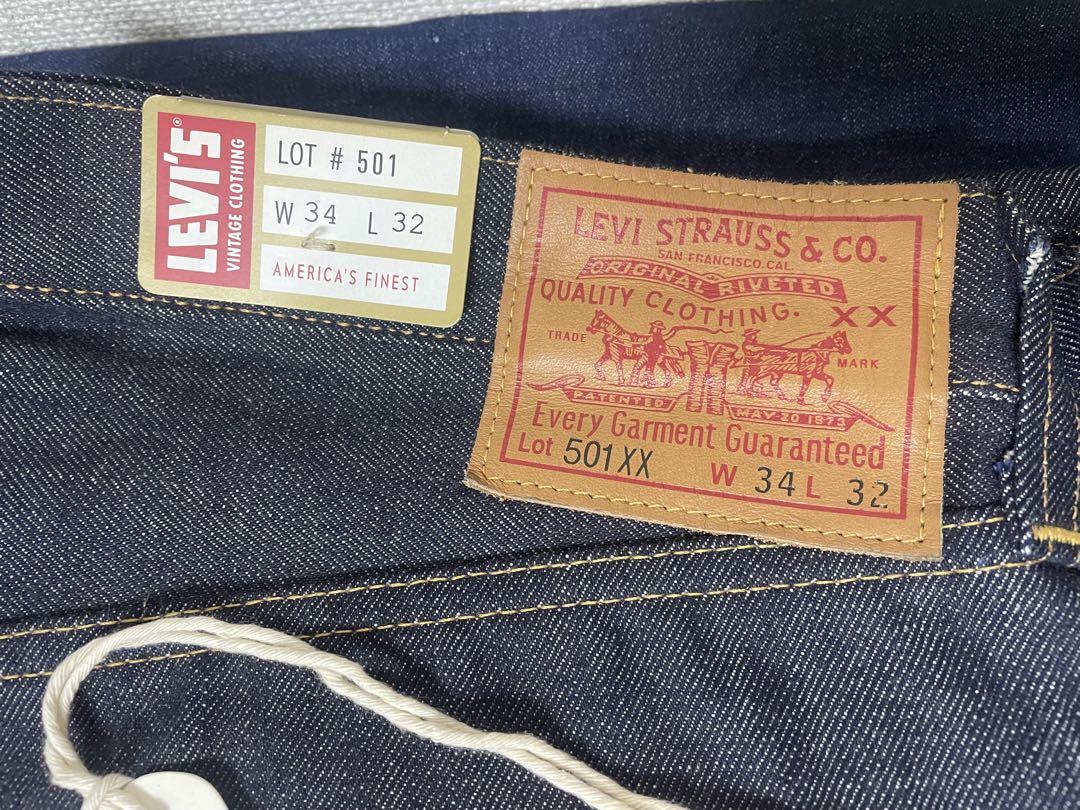 LEVI'S®
VINTAGE CLOTHING
LOT # 501
W 34 L 32
AMERICA'S FINEST
LEVI STRAUSS & CO.
SAN FRANCISCO.CAL.
ORIGINAL RIVETED
QUALITY CLOTHING. XX
TRADE MARK
PATENTED MAY 20 1873
Every Garment Guaranteed
Lot 501XX W 34 L 32